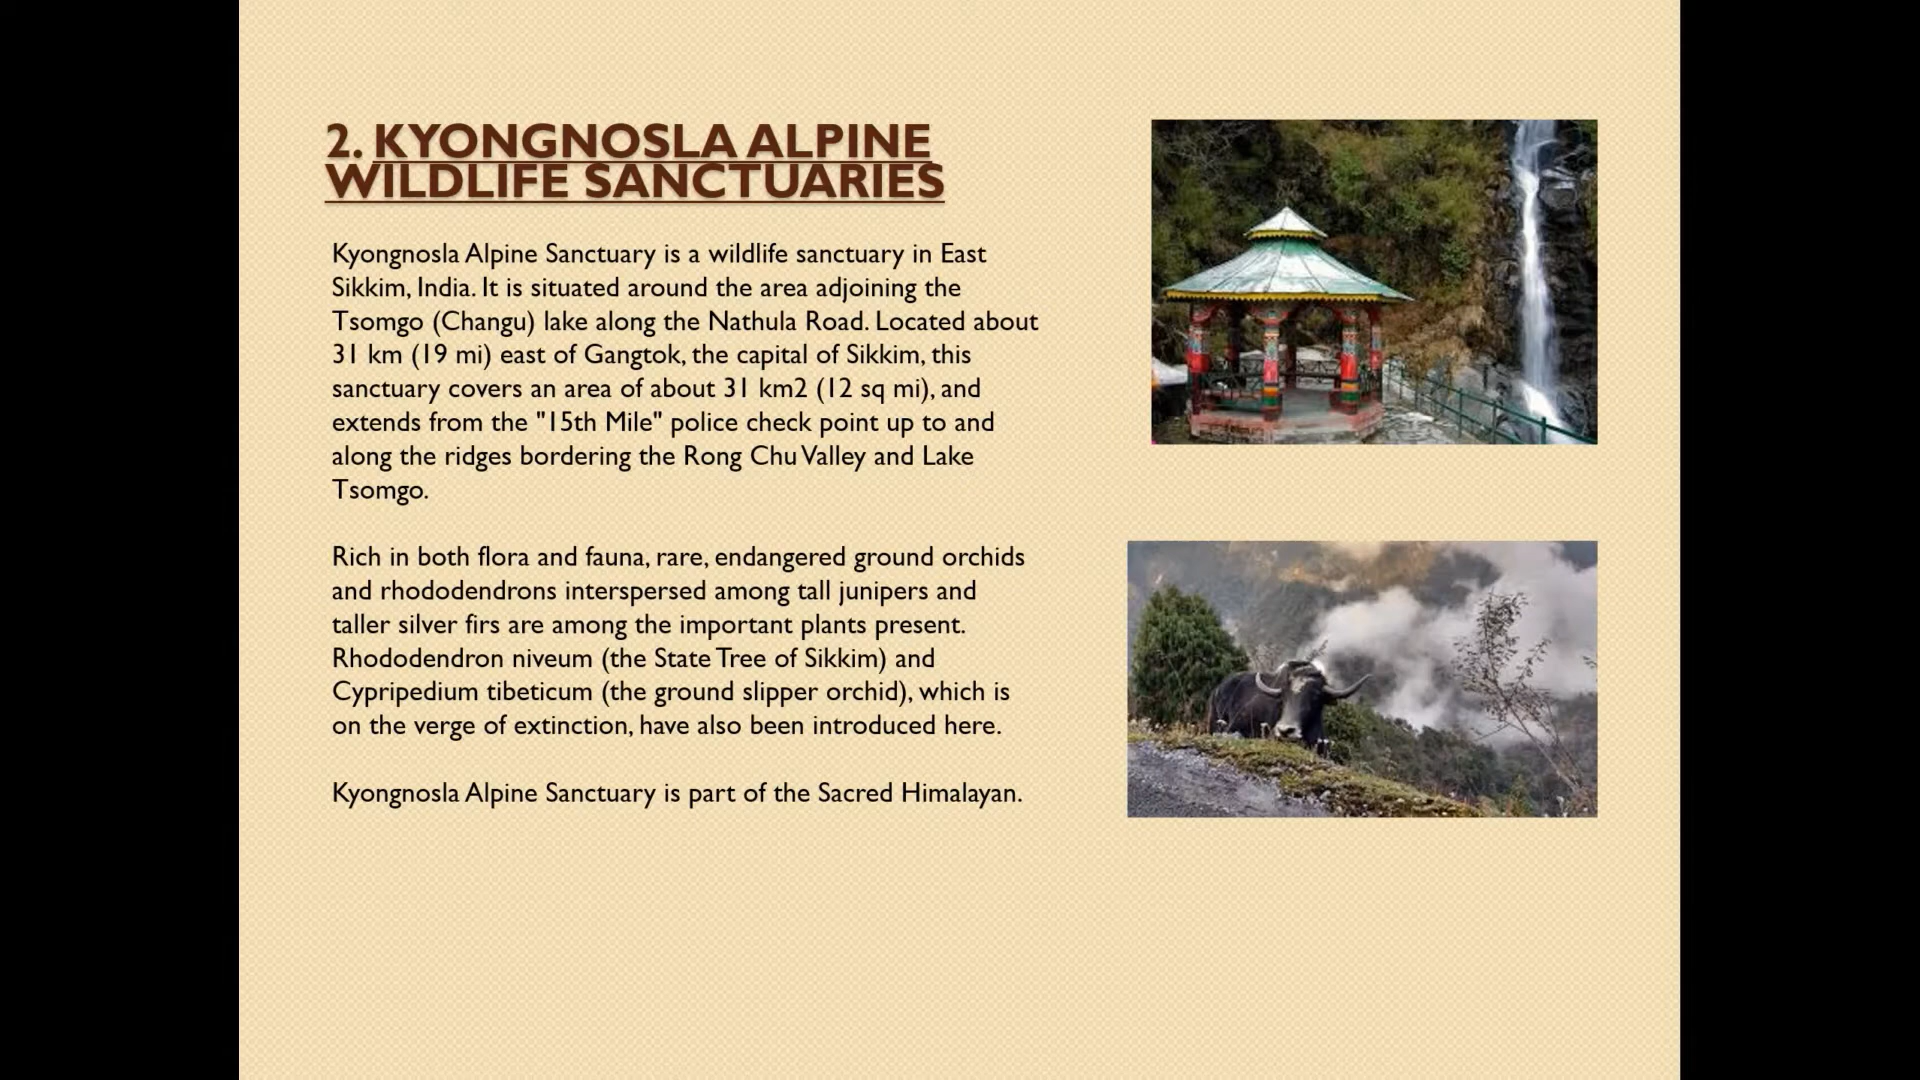 2. KYONGNOSLA ALPINE
WILDLIFE SANCTUARIES
Kyongnosla Alpine Sanctuary is a wildlife sanctuary in East
Sikkim, India. It is situated around the area adjoining the
Tsomgo (Changu) lake along the Nathula Road. Located about
31 km (19 mi) east of Gangtok, the capital of Sikkim, this
sanctuary covers an area of about 31 km2 (12 sq mi), and
extends from the "15th Mile" police check point up to and
along the ridges bordering the Rong Chu Valley and Lake
Tsomgo.
Rich in both flora and fauna, rare, endangered ground orchids
and rhododendrons interspersed among tall junipers and
taller silver firs are among the important plants present.
Rhododendron niveum (the State Tree of Sikkim) and
Cypripedium tibeticum (the ground slipper orchid), which is
on the verge of extinction, have also been introduced here.
Kyongnosla Alpine Sanctuary is part of the Sacred Himalayan.